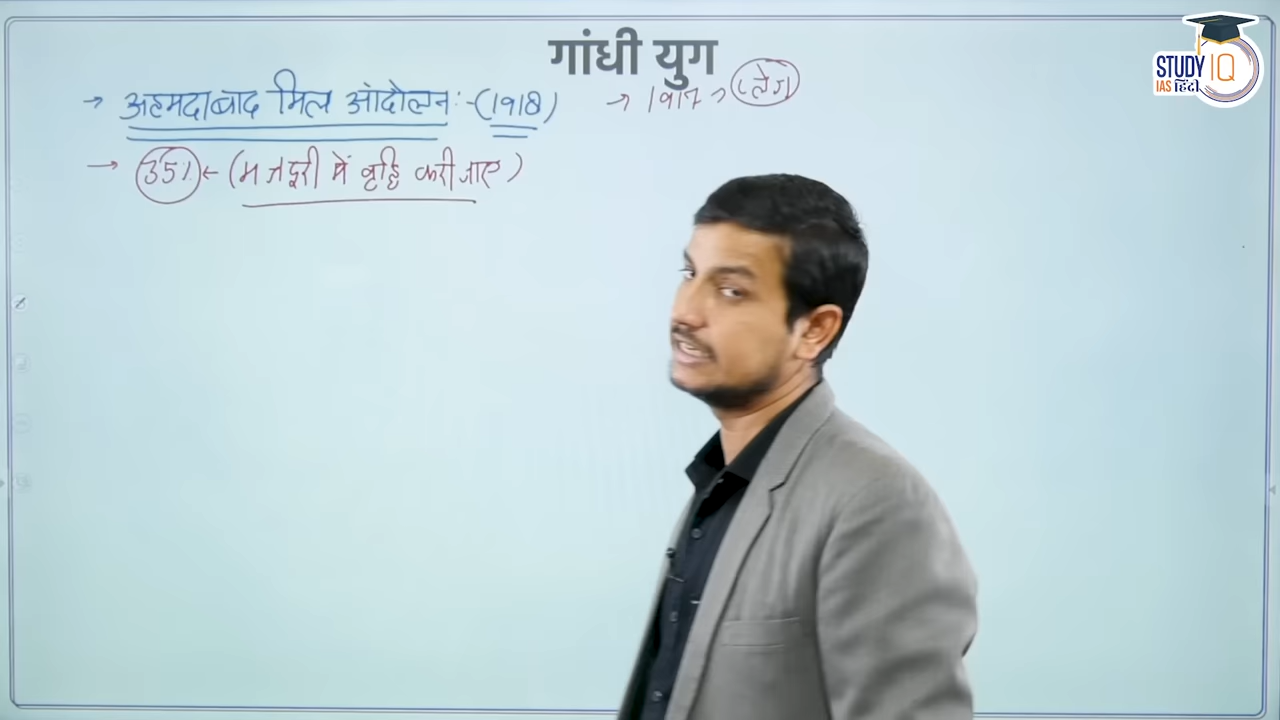 गांधी युग
STUDY IQ
IAS हिंदी
→ अहमदाबाद मिल आंदोलन :- (1918) → 1917 → प्लेग
→ 35% ← (मजदूरी में वृद्धि करी जाए)